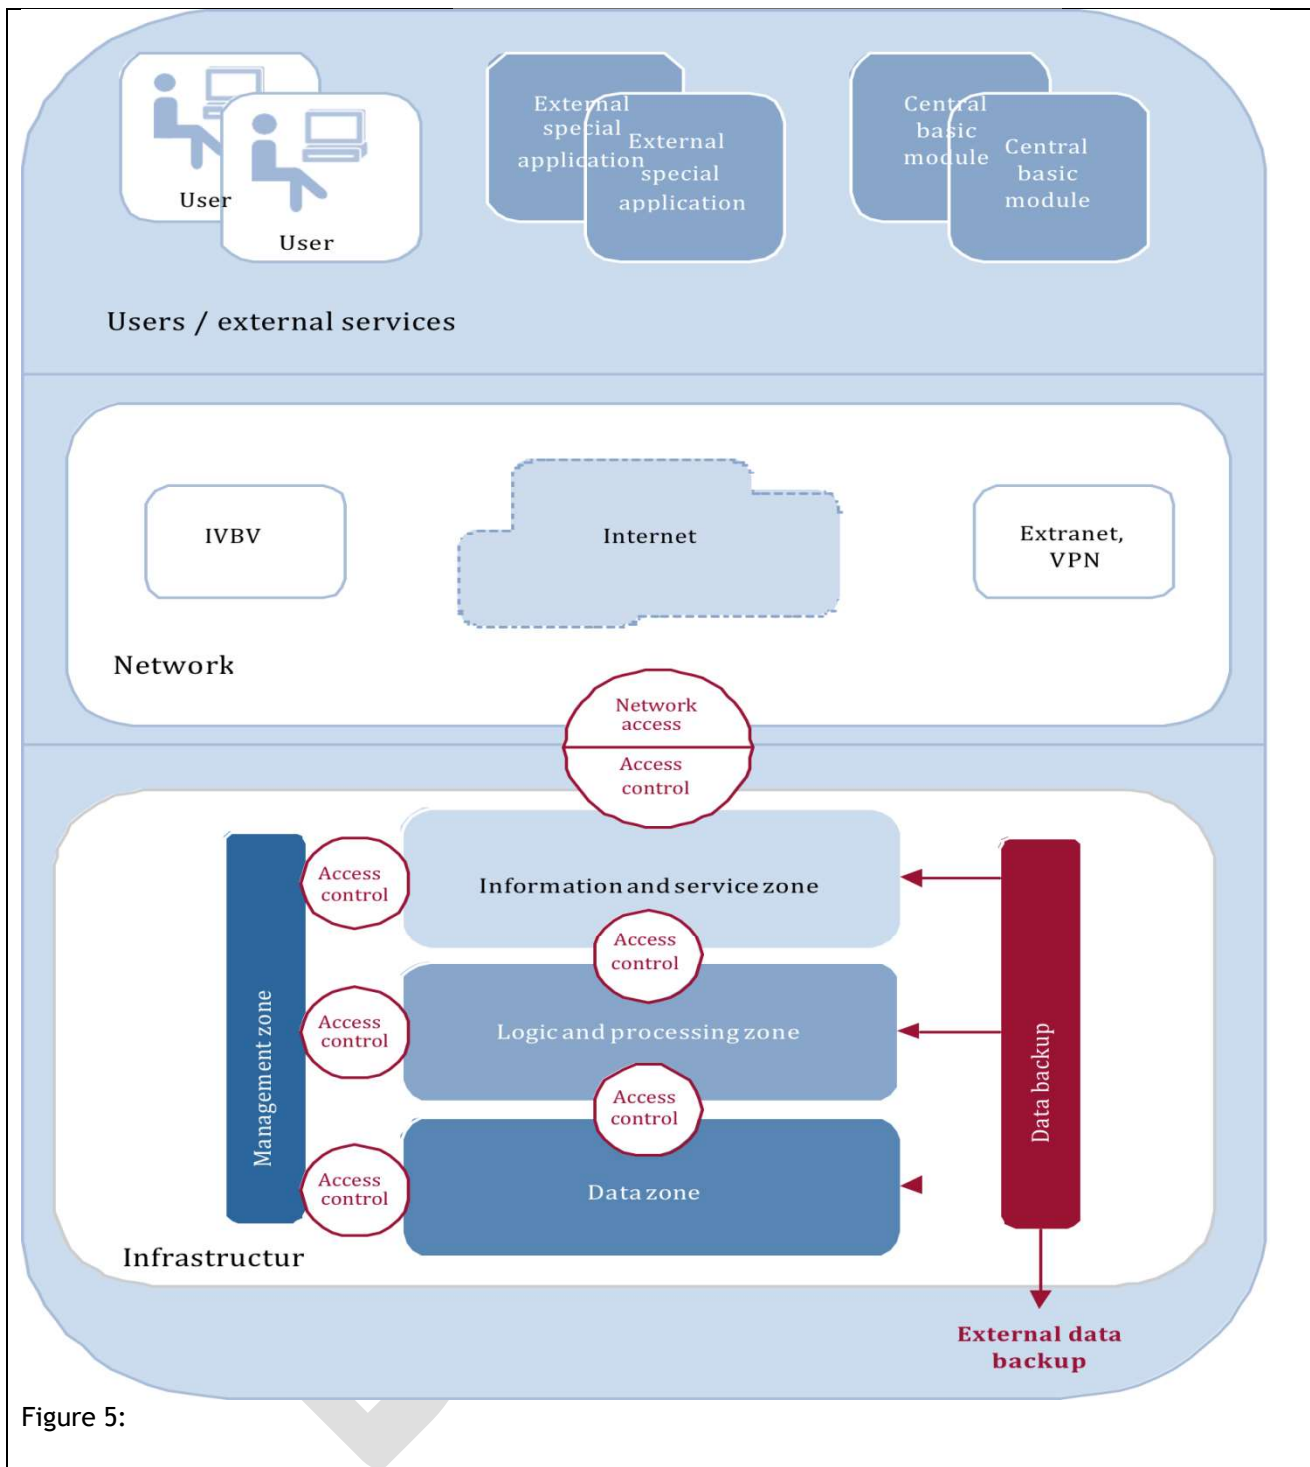 User
User
External
special
application
External
special
application
Central
basic
module
Central
basic
module
Users / external services
IVBV
Internet
Extranet,
VPN
Network
Network
access
Access
control
Management zone
Access
control
Information and service zone
Access
control
Access
control
Logic and processing zone
Access
control
Access
control
Data zone
Data backup
Infrastructur
External data
backup
Figure 5: